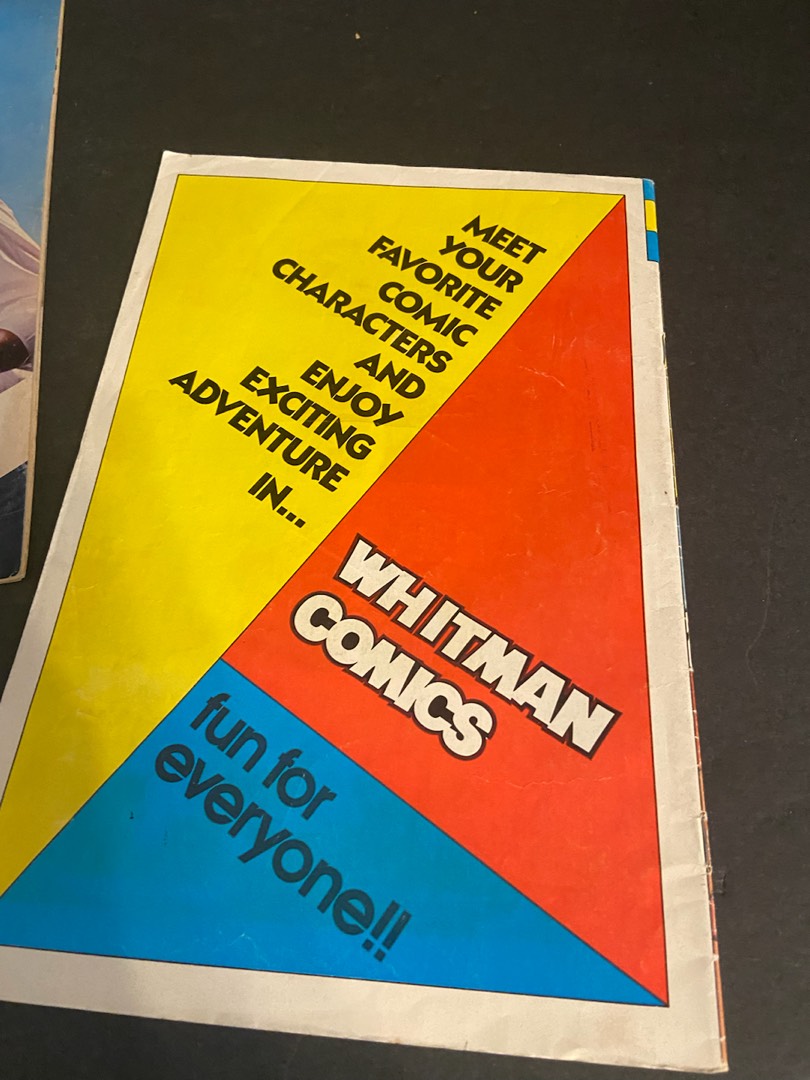 MEET
YOUR
FAVORITE
COMIC
CHARACTERS
AND
ENJOY
EXCITING
ADVENTURE
IN...
WHITMAN
COMICS
fun for
everyone!!